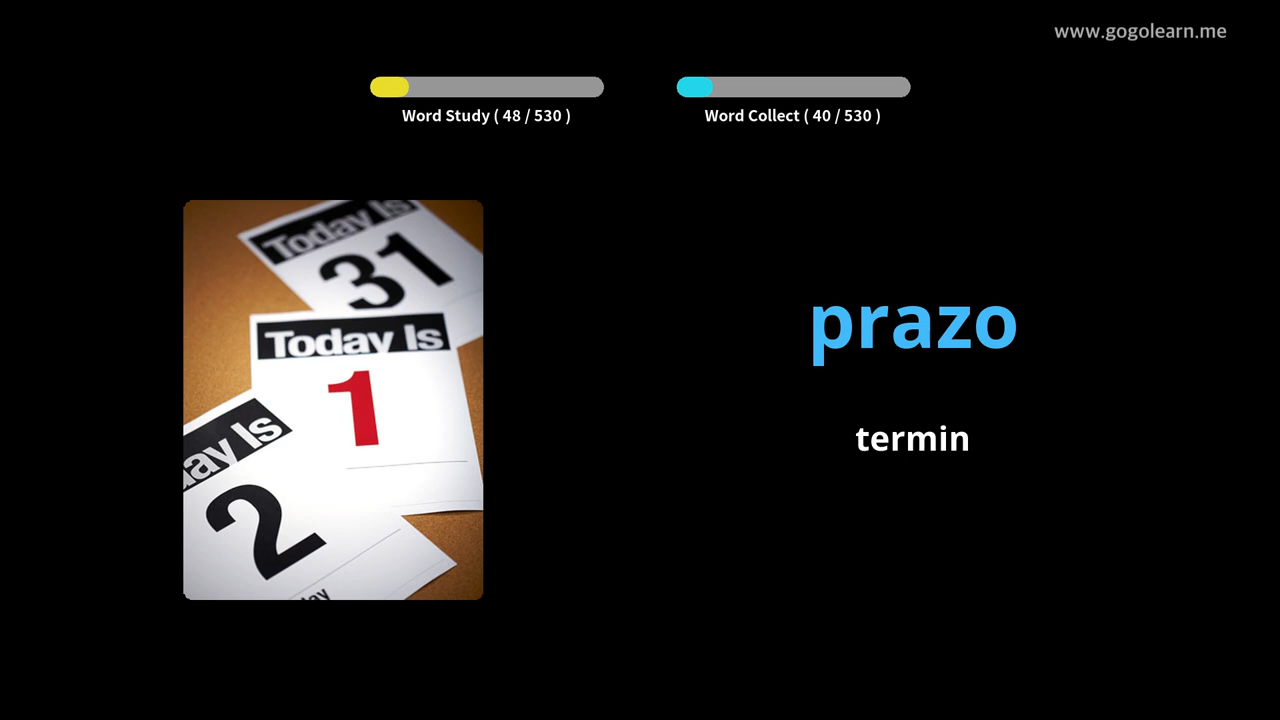 www.gogolearn.me
Word Study ( 48 / 530 )
Word Collect ( 40 / 530 )
Today Is
31
Today Is
1
prazo
termin
day Is
2